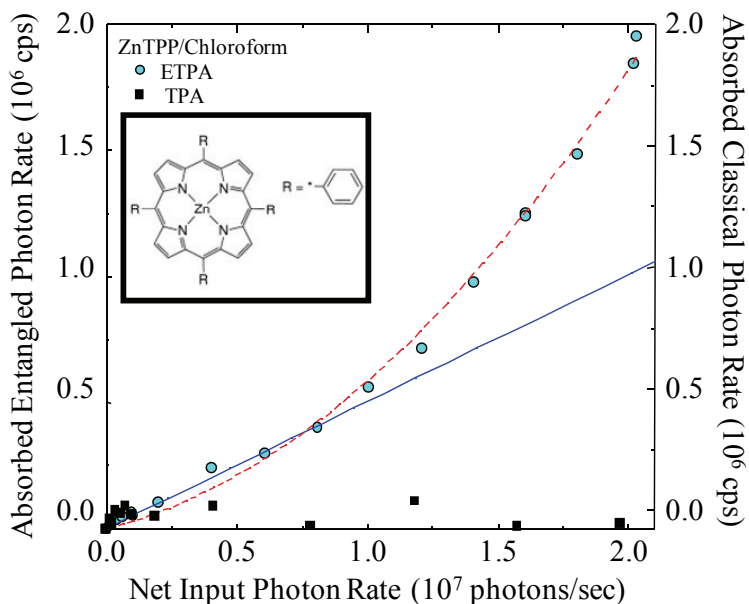 ZnTPP/Chloroform
ETPA
TPA
R
R
R
R
N
N
N
N
Zn
R = *
2.0
1.5
1.0
0.5
0.0
Absorbed Entangled Photon Rate (10⁶ cps)
2.0
1.5
1.0
0.5
0.0
Absorbed Classical Photon Rate (10⁶ cps)
0.0
0.5
1.0
1.5
2.0
Net Input Photon Rate (10⁷ photons/sec)